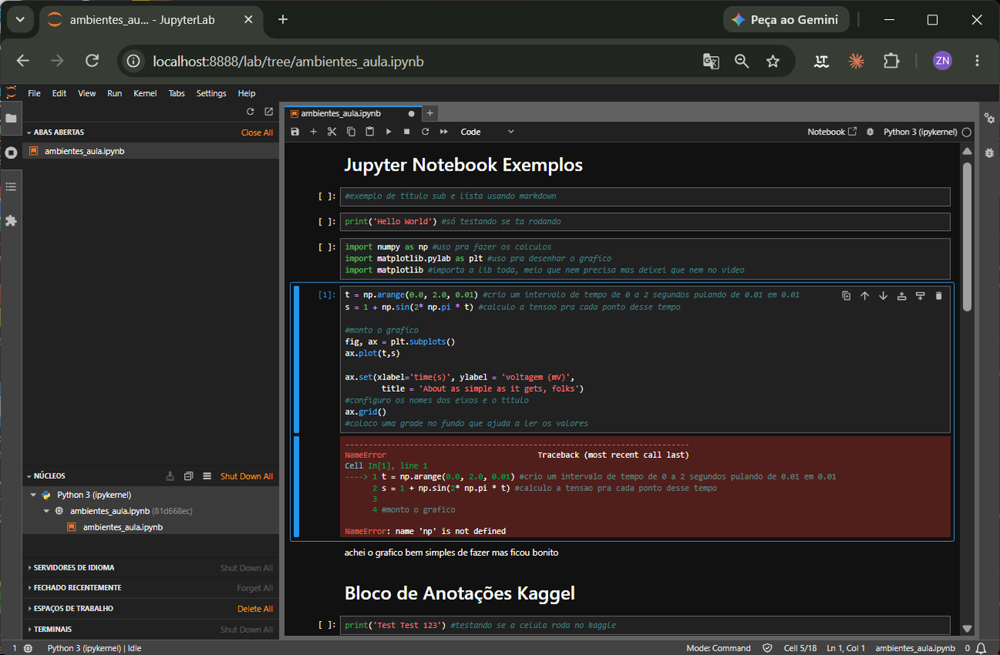 ambientes_au... - JupyterLab
Peça ao Gemini
localhost:8888/lab/tree/ambientes_aula.ipynb
ZN
File Edit View Run Kernel Tabs Settings Help
ABAS ABERTAS Close All
ambientes_aula.ipynb
NÚCLEOS Shut Down All
Python 3 (ipykernel)
ambientes_aula.ipynb (81d668ec)
ambientes_aula.ipynb
SERVIDORES DE IDIOMA Shut Down All
FECHADO RECENTEMENTE Forget All
ESPAÇOS DE TRABALHO Delete All
TERMINAIS Shut Down All
ambientes_aula.ipynb
Code Notebook Python 3 (ipykernel)
Jupyter Notebook Exemplos
[ ]: #exemplo de titulo sub e lista usando markdown
[ ]: print('Hello World') #só testando se ta rodando
[ ]: import numpy as np #uso pra fazer os calculos
import matplotlib.pylab as plt #uso pra desenhar o grafico
import matplotlib #importa a lib toda, meio que nem precisa mas deixei que nem no video
[1]: t = np.arange(0.0, 2.0, 0.01) #crio um intervalo de tempo de 0 a 2 segundos pulando de 0.01 em 0.01
s = 1 + np.sin(2* np.pi * t) #calculo a tensao pra cada ponto desse tempo
#monto o grafico
fig, ax = plt.subplots()
ax.plot(t,s)
ax.set(xlabel='time(s)', ylabel = 'voltagem (mV)',
title = 'About as simple as it gets, folks')
#configuro os nomes dos eixos e o titulo
ax.grid()
#coloco uma grade no fundo que ajuda a ler os valores
---------------------------------------------------------------------------
NameError Traceback (most recent call last)
Cell In[1], line 1
----> 1 t = np.arange(0.0, 2.0, 0.01) #crio um intervalo de tempo de 0 a 2 segundos pulando de 0.01 em 0.01
2 s = 1 + np.sin(2* np.pi * t) #calculo a tensao pra cada ponto desse tempo
3
4 #monto o grafico
NameError: name 'np' is not defined
achei o grafico bem simples de fazer mas ficou bonito
Bloco de Anotações Kaggel
[ ]: print('Test Test 123') #testando se a celula roda no kaggle
1 Python 3 (ipykernel) | Idle Mode: Command Cell 5/18 Ln 1, Col 1 ambientes_aula.ipynb 0